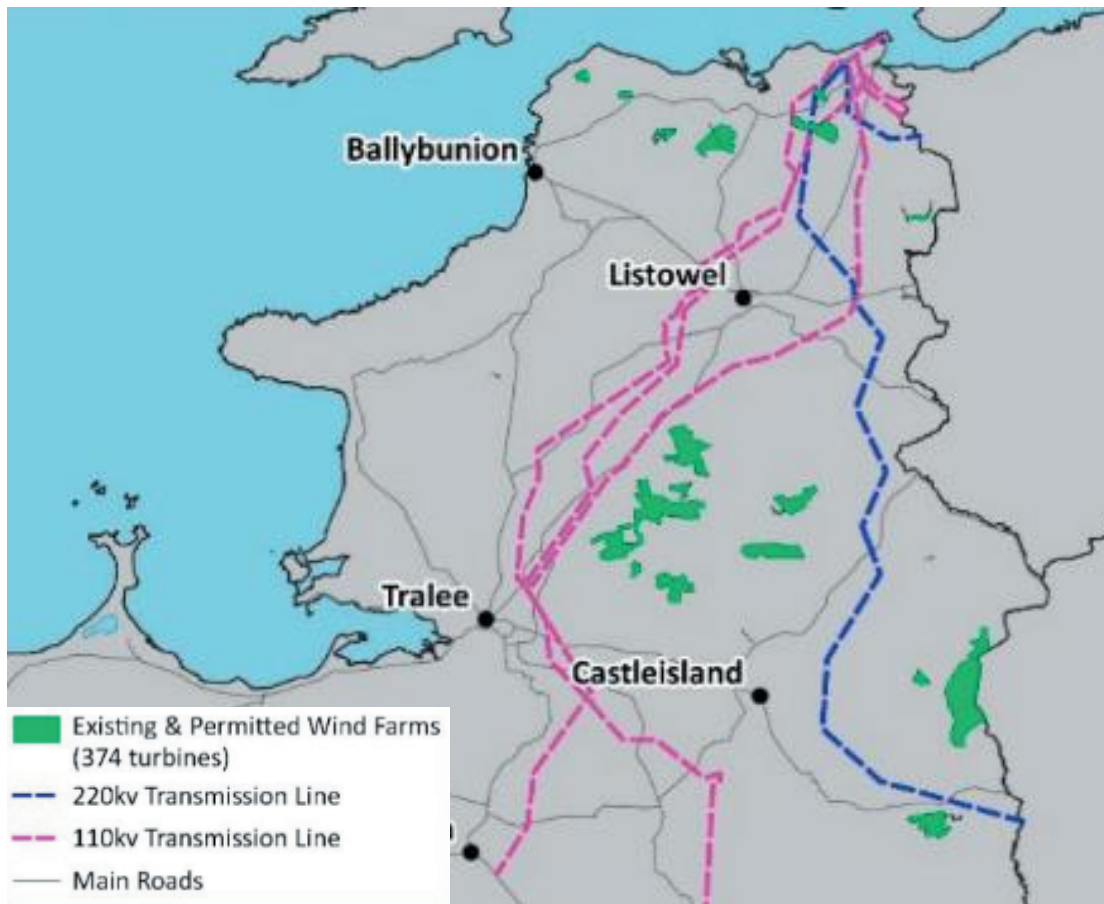 Ballybunion
Listowel
Tralee
Castleisland
Existing & Permitted Wind Farms
(374 turbines)
220kv Transmission Line
110kv Transmission Line
Main Roads